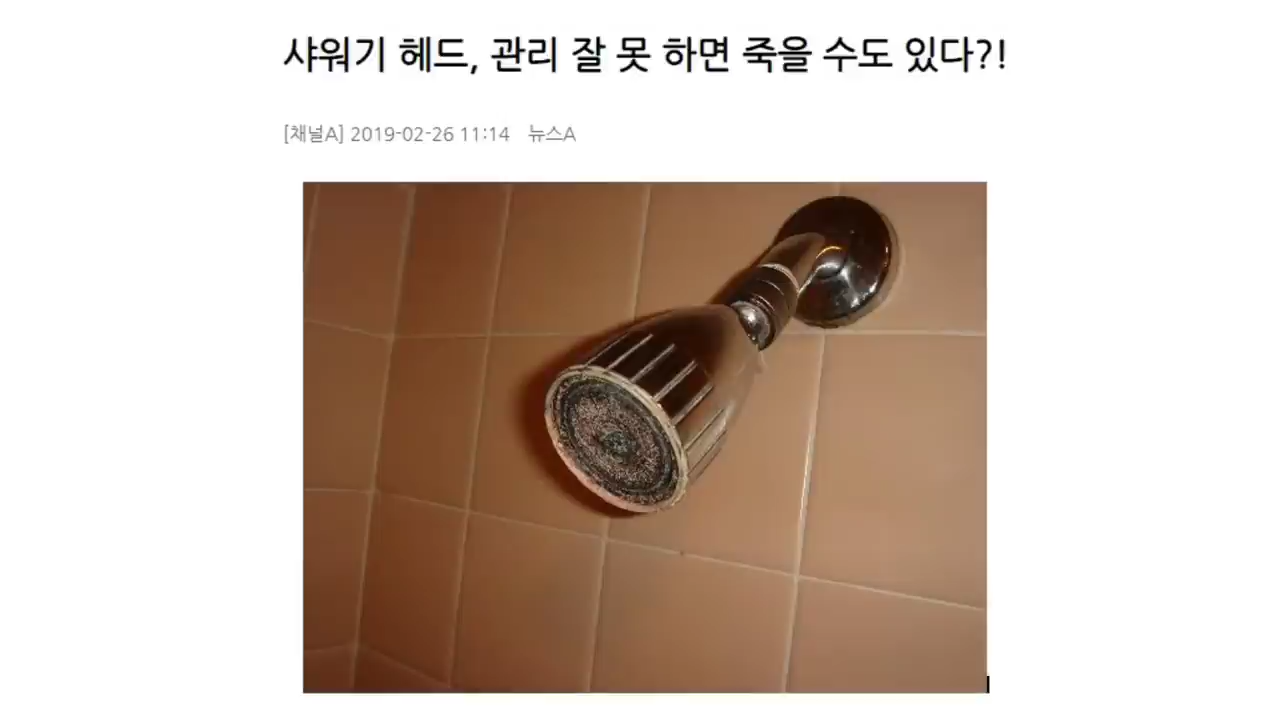 샤워기 헤드, 관리 잘 못 하면 죽을 수도 있다?!
[채널A] 2019-02-26 11:14 뉴스A